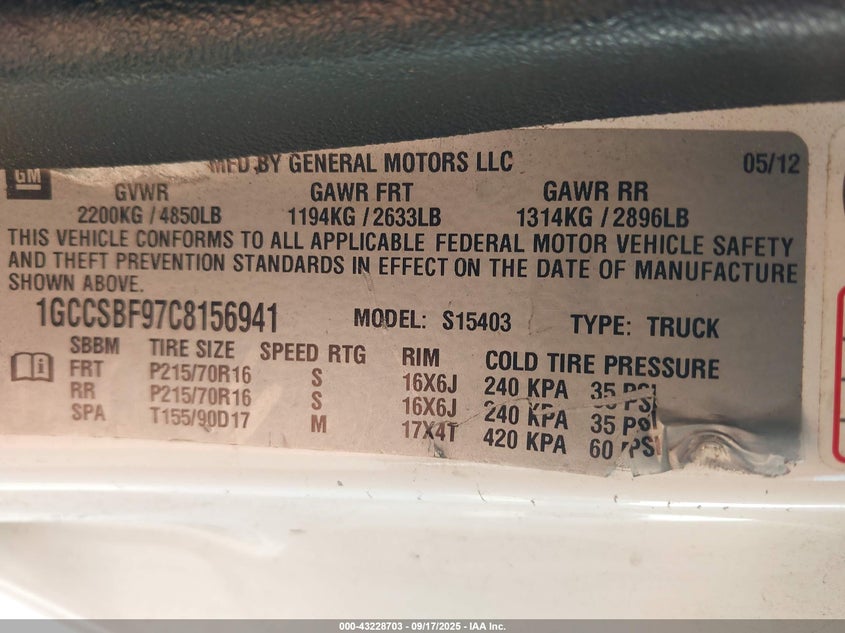 GM
MFD BY GENERAL MOTORS LLC 05/12
GVWR GAWR FRT GAWR RR
2200KG / 4850LB 1194KG / 2633LB 1314KG / 2896LB
THIS VEHICLE CONFORMS TO ALL APPLICABLE FEDERAL MOTOR VEHICLE SAFETY
AND THEFT PREVENTION STANDARDS IN EFFECT ON THE DATE OF MANUFACTURE
SHOWN ABOVE.
1GCCSBF97C8156941 MODEL: S15403 TYPE: TRUCK
SBBM TIRE SIZE SPEED RTG RIM COLD TIRE PRESSURE
FRT P215/70R16 S 16X6J 240 KPA 35 PSI
RR P215/70R16 S 16X6J 240 KPA 35 PSI
SPA T155/90D17 M 17X4T 420 KPA 60 PSI
000-43228703 - 09/17/2025 - IAA Inc.